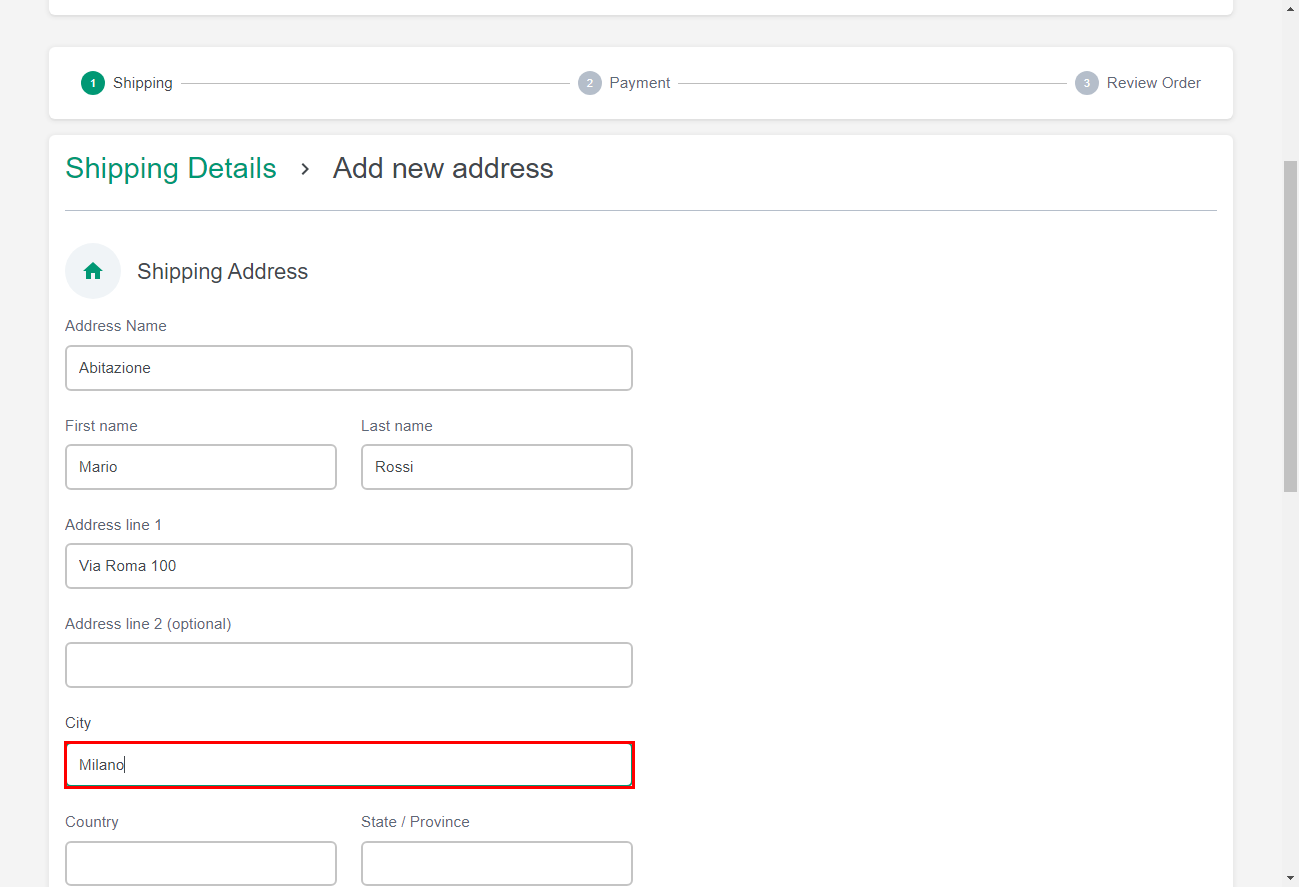 1 Shipping 2 Payment 3 Review Order
Shipping Details › Add new address
Shipping Address
Address Name
Abitazione
First name Last name
Mario Rossi
Address line 1
Via Roma 100
Address line 2 (optional)
City
Milano
Country State / Province